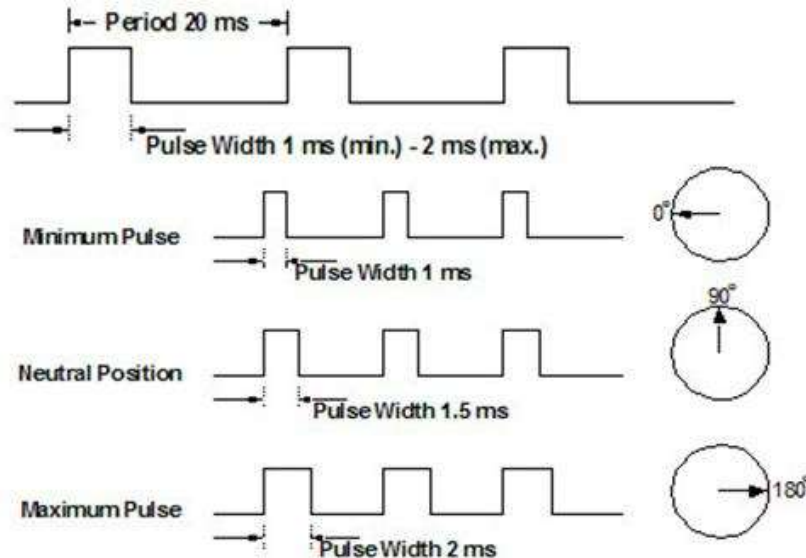 Period 20 ms
Pulse Width 1 ms (min.) - 2 ms (max.)
0°
Minimum Pulse
Pulse Width 1 ms
90°
Neutral Position
Pulse Width 1.5 ms
180°
Maximum Pulse
Pulse Width 2 ms